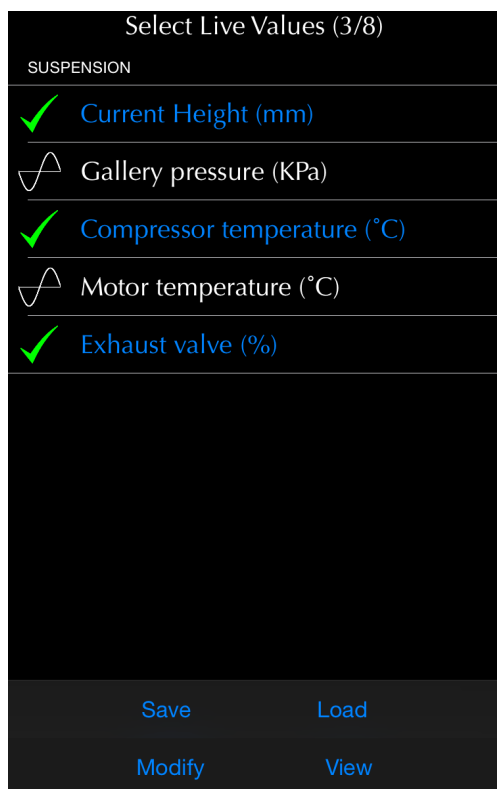 Select Live Values (3/8)
SUSPENSION
Current Height (mm)
Gallery pressure (KPa)
Compressor temperature (˚C)
Motor temperature (˚C)
Exhaust valve (%)
Save Load
Modify View